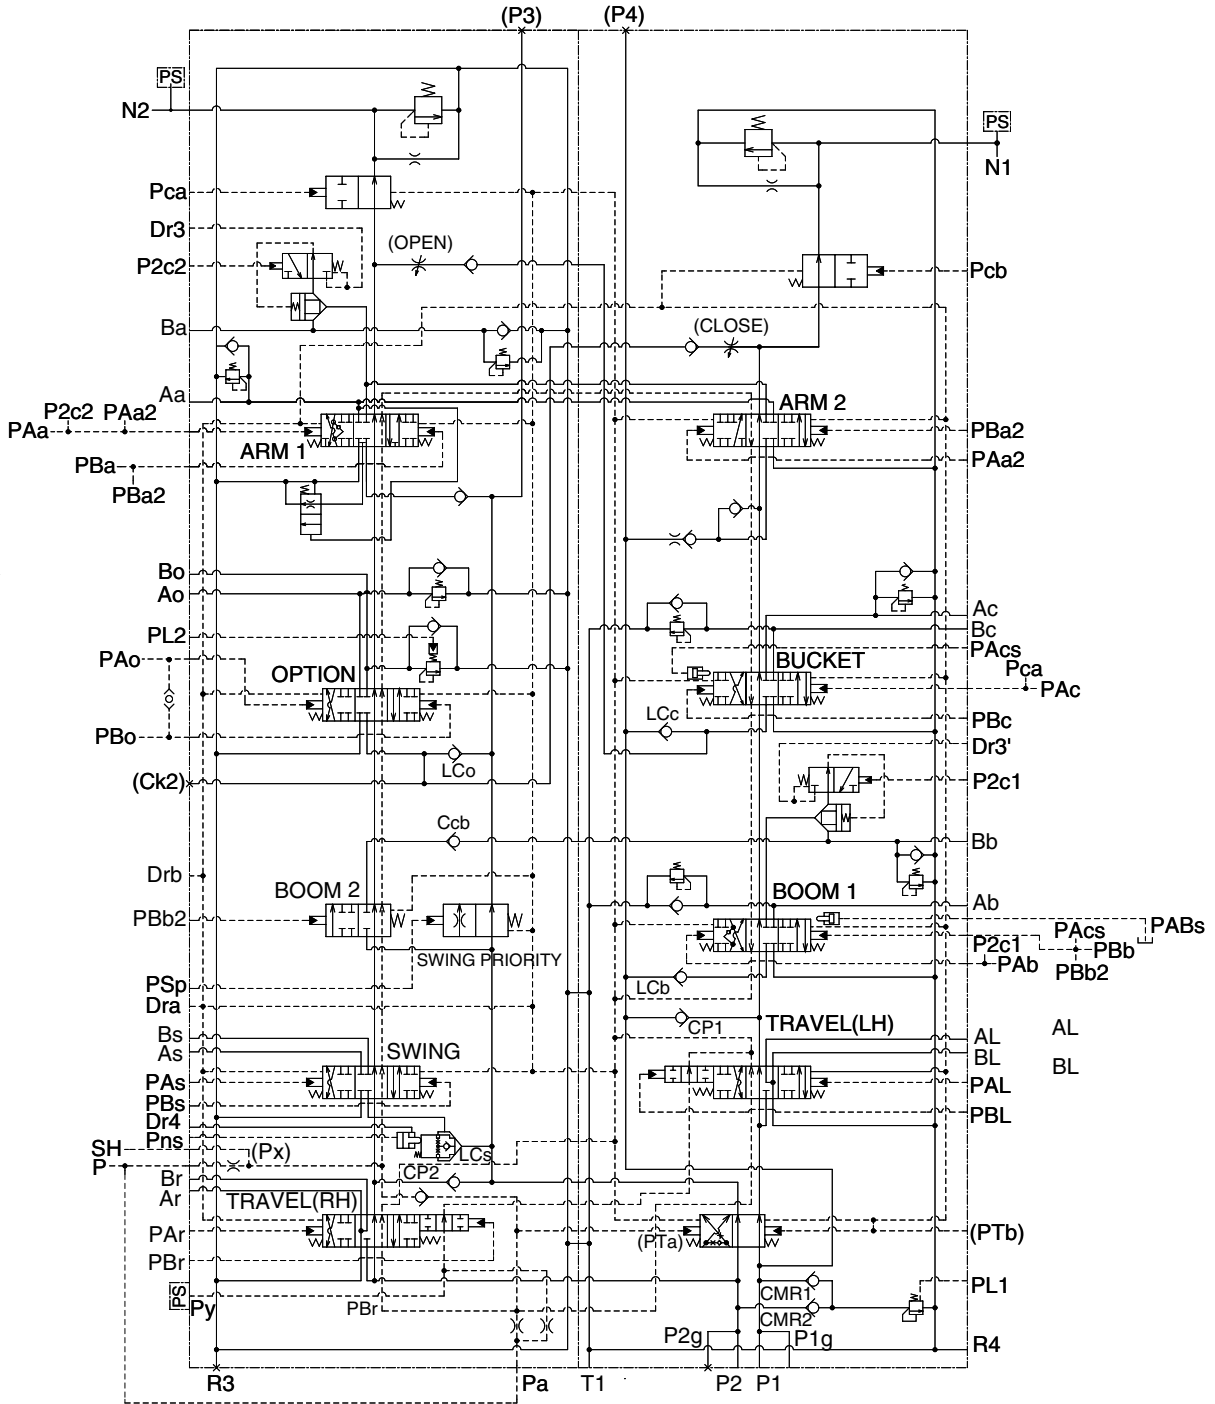 (P3) (P4)
PS
N2
PS
N1
Pca
Dr3
(OPEN)
P2c2
Pcb
Ba
(CLOSE)
Aa
P2c2 PAa2
ARM 2
PAa
PBa2
ARM 1
PBa
PAa2
PBa2
Bo
Ao
Ac
Bc
PL2
PAcs
PAo
BUCKET
Pca
OPTION
PAc
LCc
PBc
PBo
Dr3'
LCo
(Ck2)
P2c1
Ccb
Bb
Drb
BOOM 2
BOOM 1
Ab
PBb2
PABs
PAcs
P2c1
PBb
SWING PRIORITY
PAb
PBb2
PSp
LCb
Dra
CP1
TRAVEL(LH)
Bs
AL
AL
As
SWING
BL
BL
PAs
PAL
PBs
PBL
Dr4
Pns
SH
(Px)
LCs
P
CP2
Br
Ar
TRAVEL(RH)
PAr
(PTa)
(PTb)
PBr
PS
Py
PBr
CMR1
PL1
CMR2
P2g
P1g
R4
R3
Pa
T1
P2
P1